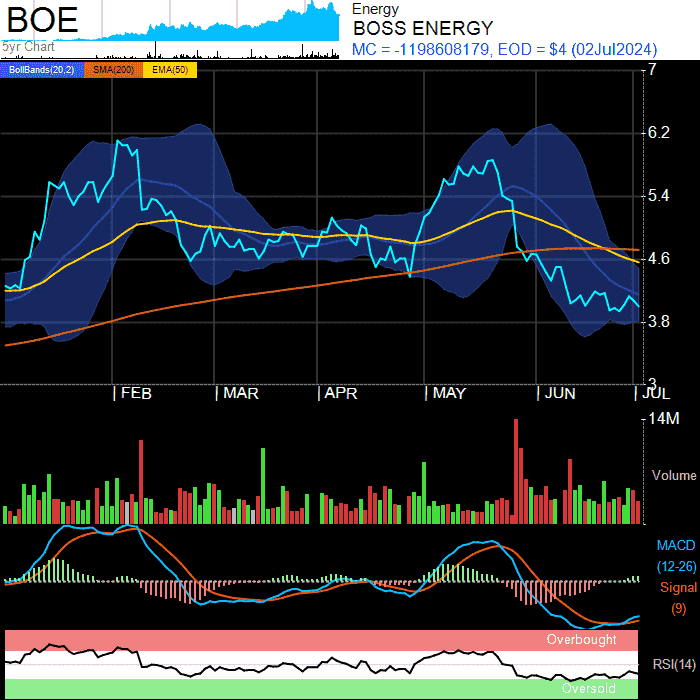 BOE
5yr Chart
Energy
BOSS ENERGY
MC = -1198608179, EOD = $4 (02Jul2024)
BollBands(20,2) SMA(200) EMA(50)
7
6.2
5.4
4.6
3.8
3
FEB MAR APR MAY JUN JUL
14M
Volume
MACD
(12-26)
Signal
(9)
Overbought
RSI(14)
Oversold